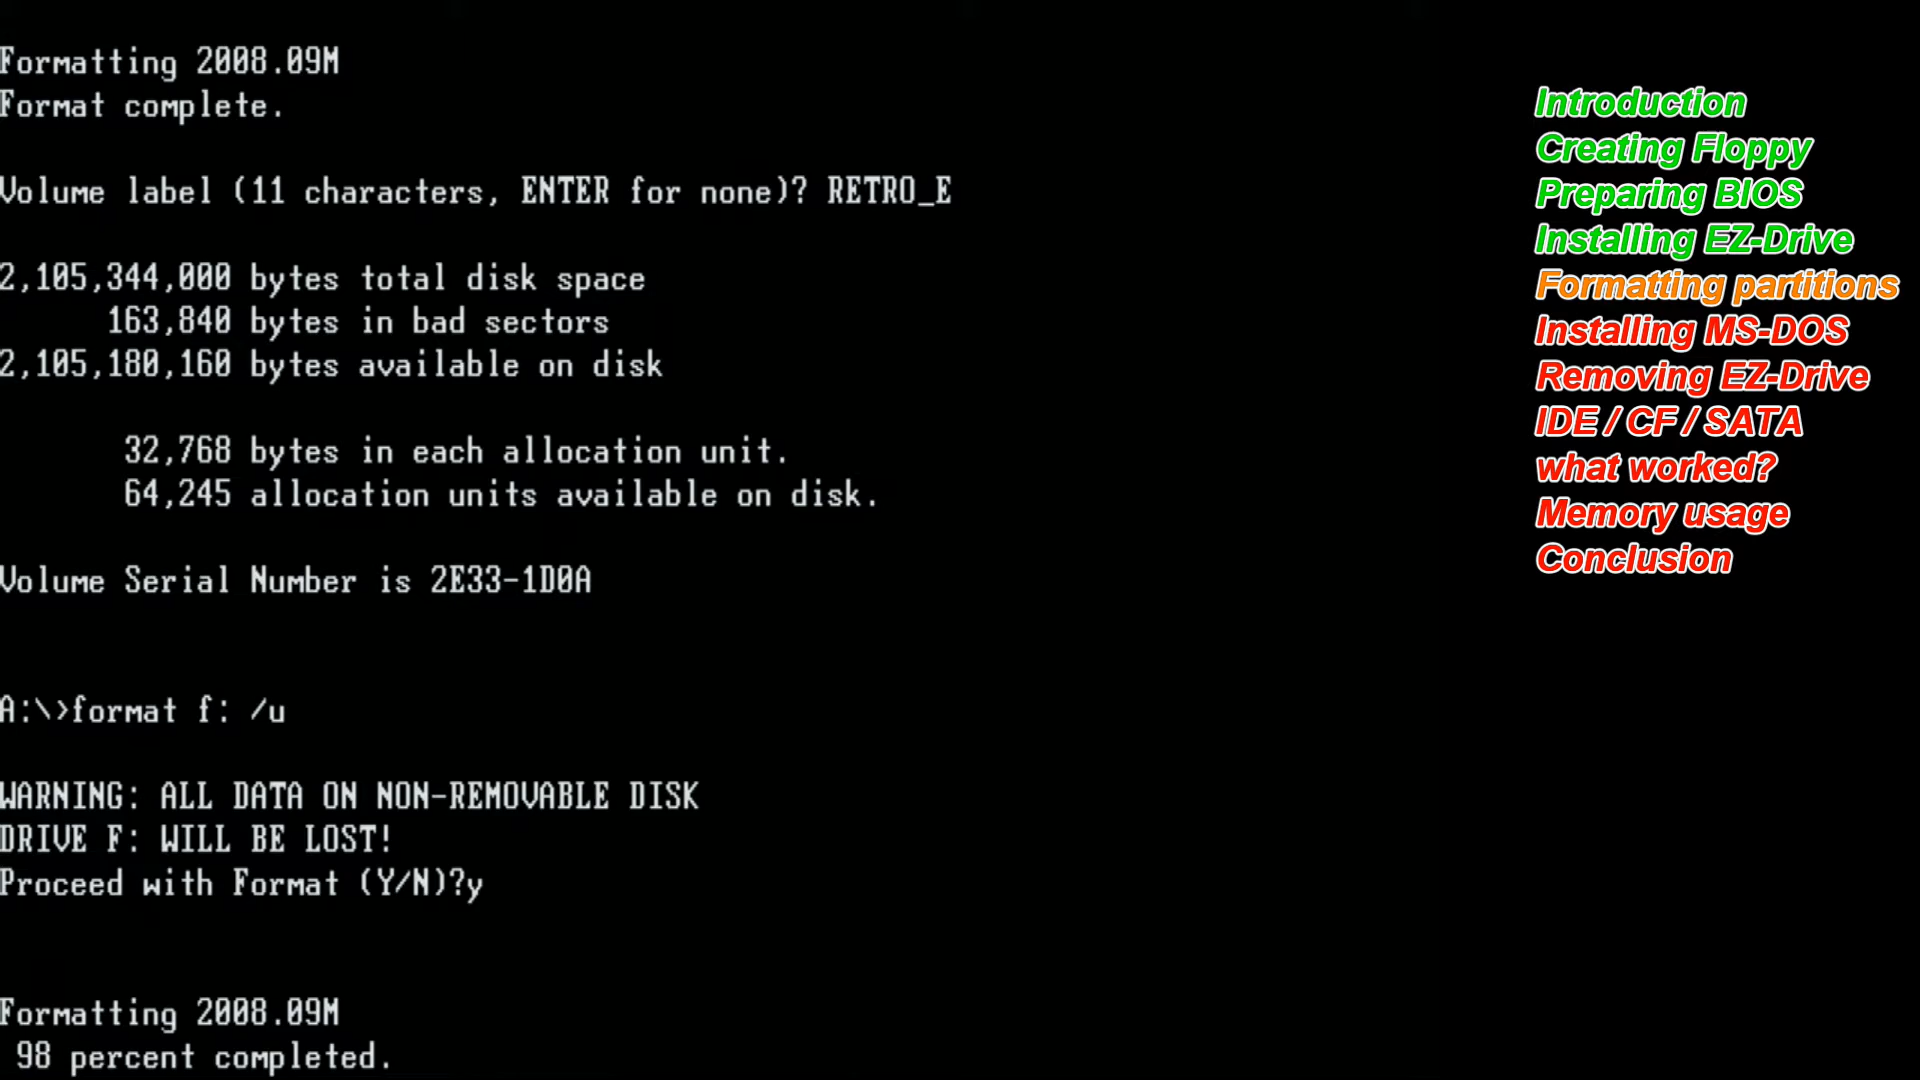 Formatting 2008.09M
Format complete.
Volume label (11 characters, ENTER for none)? RETRO_E
2,105,344,000 bytes total disk space
163,840 bytes in bad sectors
2,105,180,160 bytes available on disk
32,768 bytes in each allocation unit.
64,245 allocation units available on disk.
Volume Serial Number is 2E33-1D0A
A:\>format f: /u
WARNING: ALL DATA ON NON-REMOVABLE DISK
DRIVE F: WILL BE LOST!
Proceed with Format (Y/N)?y
Formatting 2008.09M
98 percent completed.
Introduction
Creating Floppy
Preparing BIOS
Installing EZ-Drive
Formatting partitions
Installing MS-DOS
Removing EZ-Drive
IDE / CF / SATA
what worked?
Memory usage
Conclusion